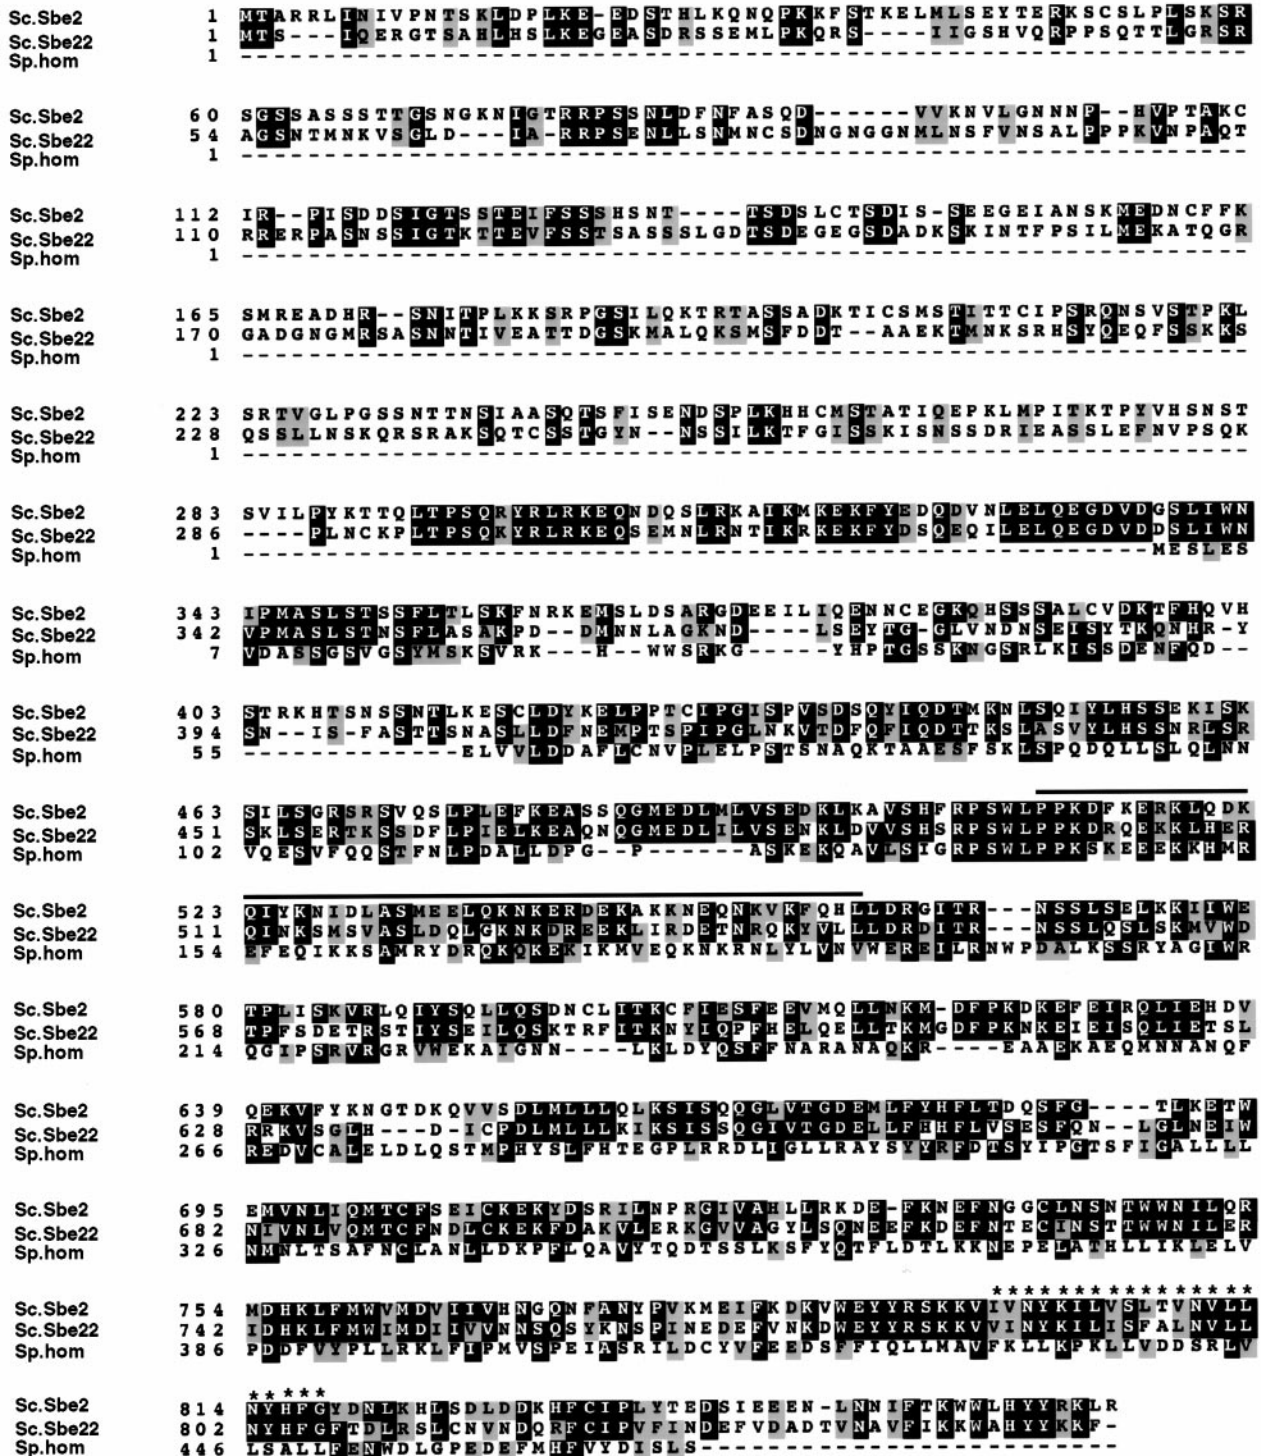 Sc.Sbe2 1 MTARRLINIVPNTSKLDPLKE-EDSTHLKQNQPKKFSTKELMLSEYTERKSCSLPLSKSR
Sc.Sbe22 1 MTS---IQERGTSAHLHSLKEGEASDRSSEMLPKQRS----IIGSHVQRPPSQTTLGRSR
Sp.hom 1 ------------------------------------------------------------
Sc.Sbe2 60 SGSSASSSTTGSNGKNIGTRRPSSNLDFNFASQD------VVKNVLGNNNP--HVPTAKC
Sc.Sbe22 54 AGSNTMNKVSGLD---IA-RRPSENLLSNMNCSDNGNGGNMLNSFVNSALPPPKVNPAQT
Sp.hom 1 ------------------------------------------------------------
Sc.Sbe2 112 IR--PISDDSIGTSSTEIFSSSHSNT----TSDSLCTSDIS-SEEGEIANSKMEDNCFFK
Sc.Sbe22 110 RRERPASNSSIGTKTTEVFSSTSASSSLGDTSDEGEGSDADKSKINTFPSILMEKATQGR
Sp.hom 1 ------------------------------------------------------------
Sc.Sbe2 165 SMREADHR--SNITPLKKSRPGSILQKTRTASSADKTICSMSTITTCIPSRQNSVSTPKL
Sc.Sbe22 170 GADGNGMRSASNNTIVEATTDGSKMALQKSMSFDDT--AAEKTMNKSRHSYQEQFSSKKS
Sp.hom 1 ------------------------------------------------------------
Sc.Sbe2 223 SRTVGLPGSSNTTNSIAASQTSFISENDSPLKHHCMSTATIQEPKLMPITKTPYVHSNST
Sc.Sbe22 228 QSSLLNSKQRSRAKSQTCSSTGYN--NSSILKTFGISSKISNSSDRIEASSLEFNVPSQK
Sp.hom 1 ------------------------------------------------------------
Sc.Sbe2 283 SVILPYKTTQLTPSQRYRLRKEQNDQSLRKAIKMKEKFYEDQDVNLELQEGDVDGSLIWN
Sc.Sbe22 286 ----PLNCKPLTPSQKYRLRKEQSEMNLRNTIKRKEKFYDSQEQILELQEGDVDDSLIWN
Sp.hom 1 ------------------------------------------------------MESLES
Sc.Sbe2 343 IPMASLSTSSFLTLSKFNRKEMSLDSARGDEEILIQENNCEGKQHSSSALCVDKTFHQVH
Sc.Sbe22 342 VPMASLSTNSFLASAKPD--DMNNLAGKND-----LSEYTG-GLVNDNSEISYTKQNHR-Y
Sp.hom 7 VDASSGSVGSYMSKSVRK---H--WWSRKG-----YHPTGSSKNGSRLKISSDENFQD--
Sc.Sbe2 403 STRKHTSNSSNTLKESCLDYKELPPTCIPGISPVSDSQYIQDTMKNLSQIYLHSSEKISK
Sc.Sbe22 394 SN--IS-FASTTSNASLLDFNEMPTSPIPGLNKVTDFQFIQDTTKSLASVYLHSSNRLSR
Sp.hom 55 -------------ELVVLDDAFLCNVPLELPSTSNAQKTAAESFSKLSPQDQLLSLQLNN
Sc.Sbe2 463 SILSGRSRSVQSLPLEFKEASSQGMEDLMLVSEDKLKAVSHFRPSWLPPKDFKERKLQDK
Sc.Sbe22 451 SKLSERTKSSDFLPIELKEAQNQGMEDLILVSENKLDVVSHSRPSWLPPKDRQEKKLHER
Sp.hom 102 VQESVFQQSTFNLPDALLDPG--P------ASKEKQAVLSIGRPSWLPPKSKEEEKKHMR
Sc.Sbe2 523 QIYKNIDLASMEELQKNKERDEKAKKNEQNKVKFQHLLDRGITR---NSSLSELKKIIWE
Sc.Sbe22 511 QINKSMSVASLDQLGKNKDREEKLIRDETNRQKYVLLLDRDITR---NSSLQSLSKMVWD
Sp.hom 154 EFEQIKKSAMRYDRQKQKEKIKMVEQKNKRNLYLVNVWEREILRNWPDALKSSRYAGIWR
Sc.Sbe2 580 TPLISKVRLQIYSQLLQSDNCLITKCFIESFEEVMQLLNKM-DFPKDKEFEIRQLIEHDV
Sc.Sbe22 568 TPFSDETRSTIYSEILQSKTRFITKNYIQPFHELQELLTKMGDFPKNKEIEISQLIETSL
Sp.hom 214 QGIPSRVRGRVWEKAIGNN----LKLDYQSFFNARANAQKR----EAAEKAEQMNNANQF
Sc.Sbe2 639 QEKVFYKNGTDKQVVSDLMLLLQLKSISQQGLVTGDEMLFYHFLTDQSFG----TLKETW
Sc.Sbe22 628 RRKVSGLH---D-ICPDLMLLLKIKSISSQGIVTGDELLFHHFLVSESFQN--LGLNEIW
Sp.hom 266 REDVCALELDLQSTMPHYSLFHTEGPLRRDLIGLLRAYSYYRFDTSYIPGTSFIGALLLL
Sc.Sbe2 695 EMVNLIQMTCFSEICKEKYDSRILNPRGIVAHLLRKDE-FKNEFNGGCLNSNTWWNILQR
Sc.Sbe22 682 NIVNLVQMTCFNDLCKEKFDAKVLERKGVVAGYLSQNEEFKDEFNTECINSTTWWNILER
Sp.hom 326 NMNLTSAFNCLANLLDKPFLQAVYTQDTSSLKSFYQTFLDTLKKNEPELATHLLIKLELV
****************
Sc.Sbe2 754 MDHKLFMWVMDVIIVHNGQNFANYPVKMEIFKDKVWEYYRSKKVIVNYKILVSLTVNVLL
Sc.Sbe22 742 IDHKLFMWIMDIIVVNNSQSYKNSPINEDEFVNKDWEYYRSKKVVINYKILISFALNVLL
Sp.hom 386 PDDFVYPLLRKLFIPMVSPEIASRILDCYVFEEDSFFIQLLMAVFKLLKPKLLVDDSRLV
*****
Sc.Sbe2 814 NYHFGYDNLKHLSDLDDKHFCIPLYTEDSIEEEN-LNNIFTKWWLHYYRKLR
Sc.Sbe22 802 NYHFGFTDLRSLCNVNDQRFCIPVFINDEFVDADTVNAVFIKKWAHYYKKF-
Sp.hom 446 LSALLFENWDLGPEDEFMHFVYDISLS-------------------------